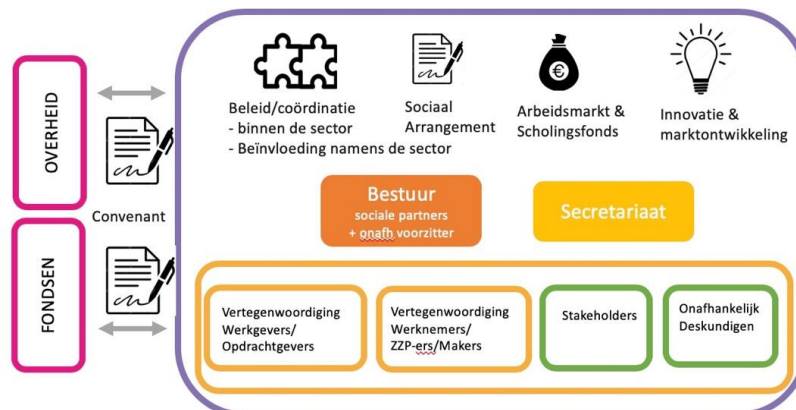 OVERHEID
FONDSEN
Convenant
Beleid/coördinatie
- binnen de sector
- Beïnvloeding namens de sector
Sociaal
Arrangement
€
Arbeidsmarkt &
Scholingsfonds
Innovatie &
marktontwikkeling
Bestuur
sociale partners
+ onafh voorzitter
Secretariaat
Vertegenwoordiging
Werkgevers/
Opdrachtgevers
Vertegenwoordiging
Werknemers/
ZZP-ers/Makers
Stakeholders
Onafhankelijk
Deskundigen